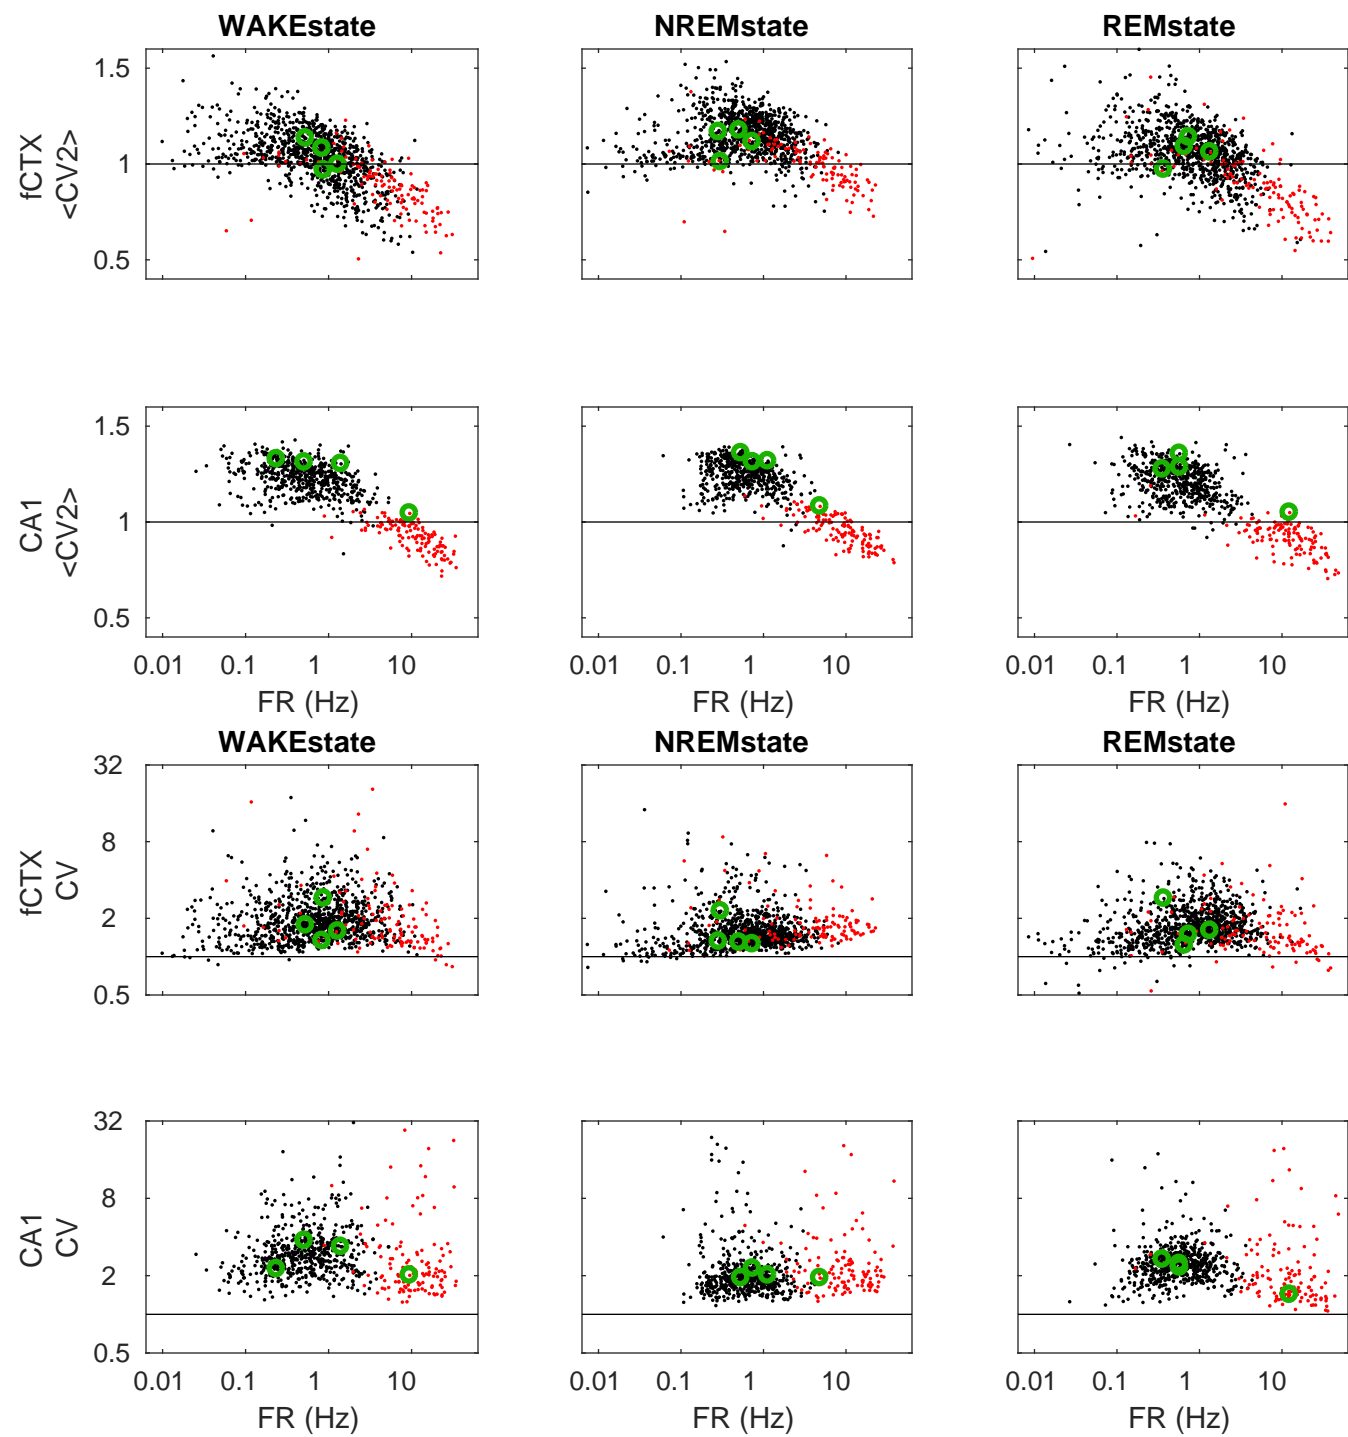 WAKEstate NREMstate REMstate
fCTX
<CV2>
1.5
1
0.5
CA1
<CV2>
1.5
1
0.5
0.01 0.1 1 10 0.01 0.1 1 10 0.01 0.1 1 10
FR (Hz) FR (Hz) FR (Hz)
WAKEstate NREMstate REMstate
fCTX
CV
32
8
2
0.5
CA1
CV
32
8
2
0.5
0.01 0.1 1 10 0.01 0.1 1 10 0.01 0.1 1 10
FR (Hz) FR (Hz) FR (Hz)